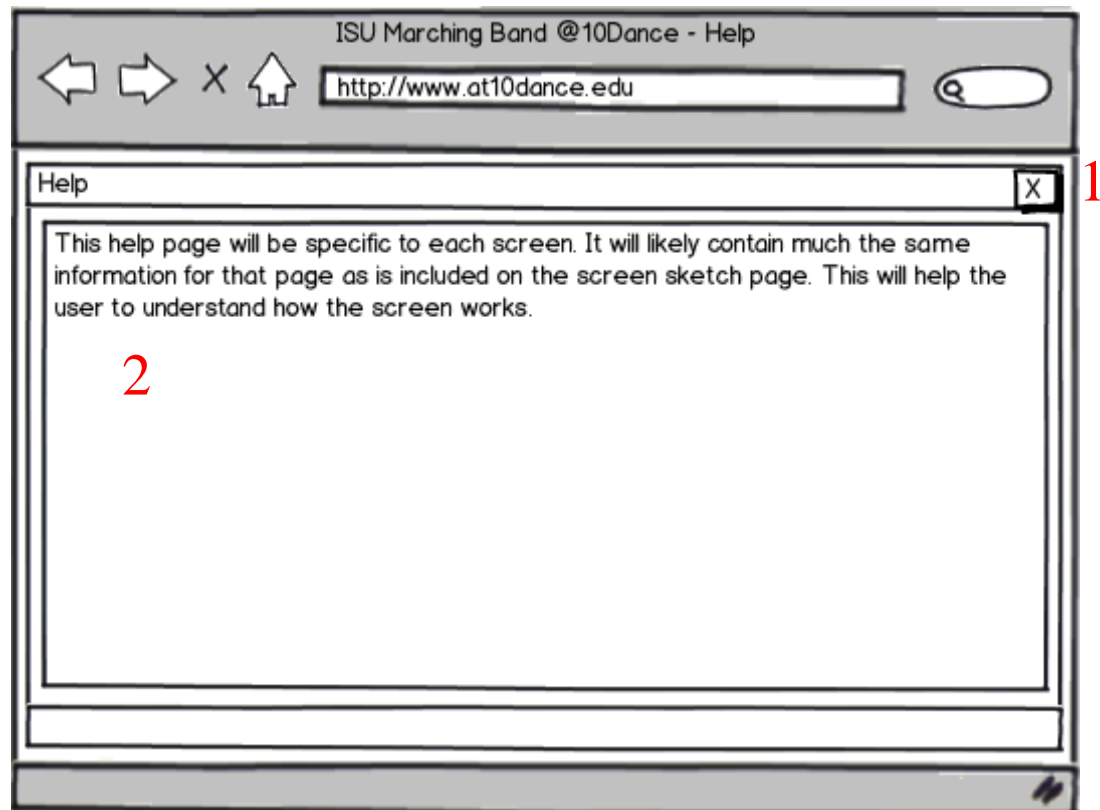 ISU Marching Band @10Dance - Help
X
http://www.at10dance.edu
Help
X
1
This help page will be specific to each screen. It will likely contain much the same
information for that page as is included on the screen sketch page. This will help the
user to understand how the screen works.
2